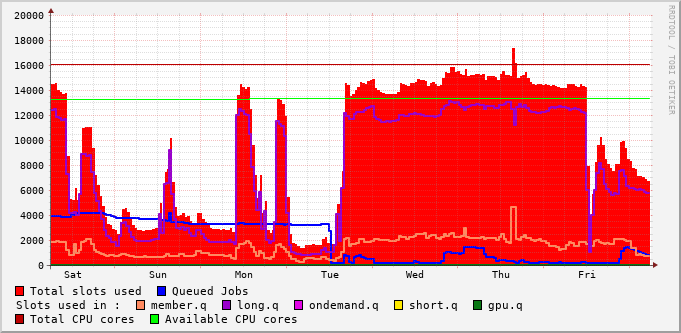 20000
18000
16000
14000
12000
10000
8000
6000
4000
2000
0
Sat Sun Mon Tue Wed Thu Fri
RRDTOOL / TOBI OETIKER
Total slots used Queued Jobs
Slots used in : member.q long.q ondemand.q short.q gpu.q
Total CPU cores Available CPU cores